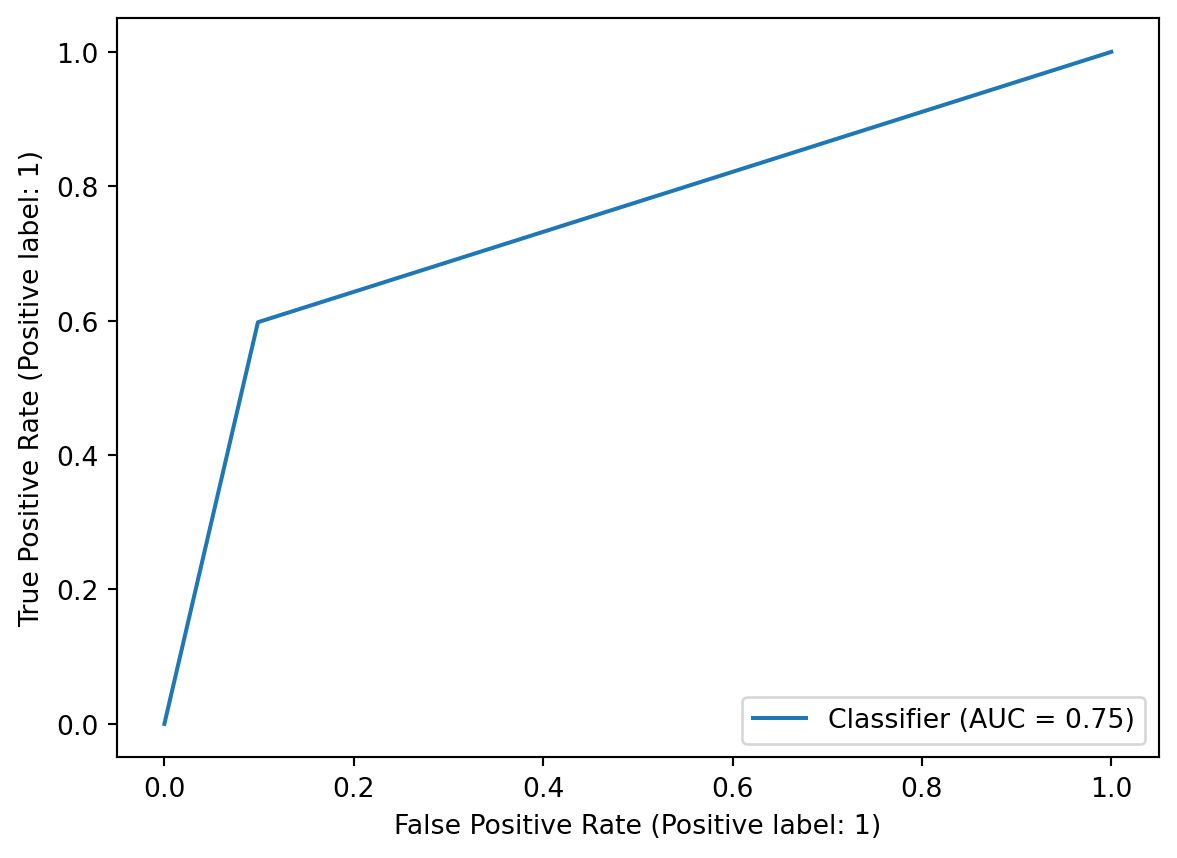 1.0
0.8
0.6
0.4
0.2
0.0
True Positive Rate (Positive label: 1)
Classifier (AUC = 0.75)
0.0 0.2 0.4 0.6 0.8 1.0
False Positive Rate (Positive label: 1)